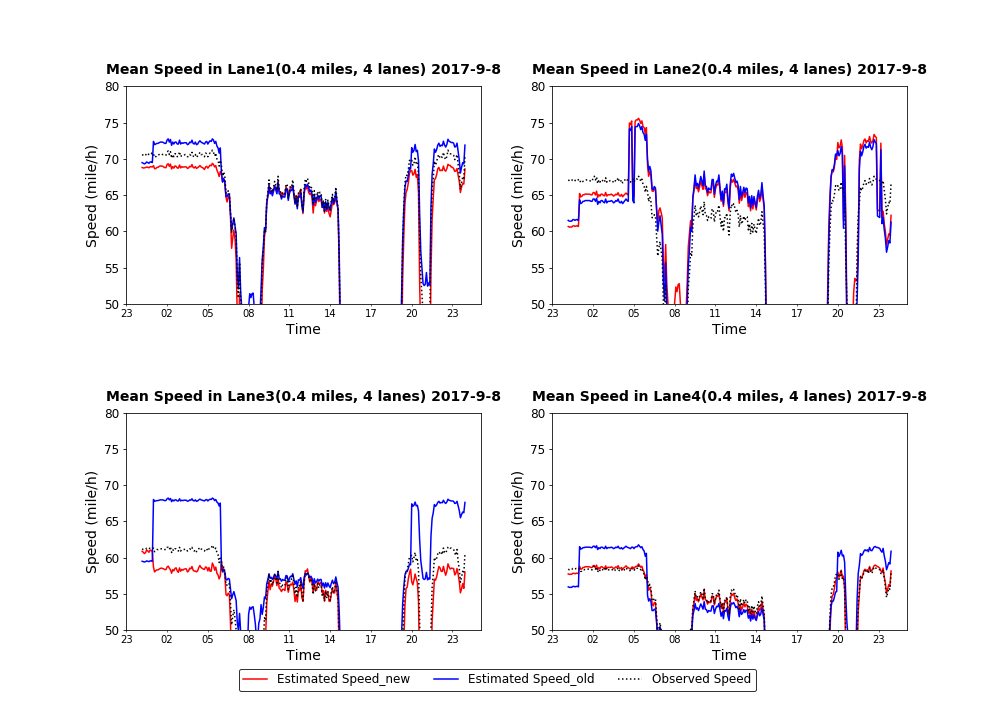 Mean Speed in Lane1(0.4 miles, 4 lanes) 2017-9-8
80
75
70
65
60
55
50
Speed (mile/h)
23 02 05 08 11 14 17 20 23
Time
Mean Speed in Lane2(0.4 miles, 4 lanes) 2017-9-8
80
75
70
65
60
55
50
Speed (mile/h)
23 02 05 08 11 14 17 20 23
Time
Mean Speed in Lane3(0.4 miles, 4 lanes) 2017-9-8
80
75
70
65
60
55
50
Speed (mile/h)
23 02 05 08 11 14 17 20 23
Time
Mean Speed in Lane4(0.4 miles, 4 lanes) 2017-9-8
80
75
70
65
60
55
50
Speed (mile/h)
23 02 05 08 11 14 17 20 23
Time
Estimated Speed_new Estimated Speed_old Observed Speed